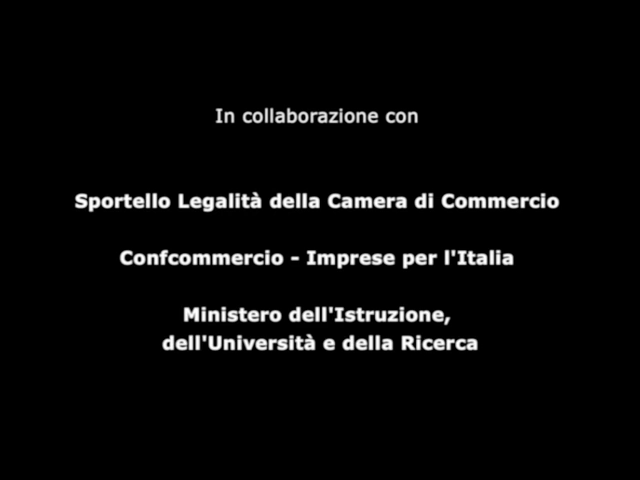 In collaborazione con
Sportello Legalità della Camera di Commercio
Confcommercio - Imprese per l'Italia
Ministero dell'Istruzione,
dell'Università e della Ricerca